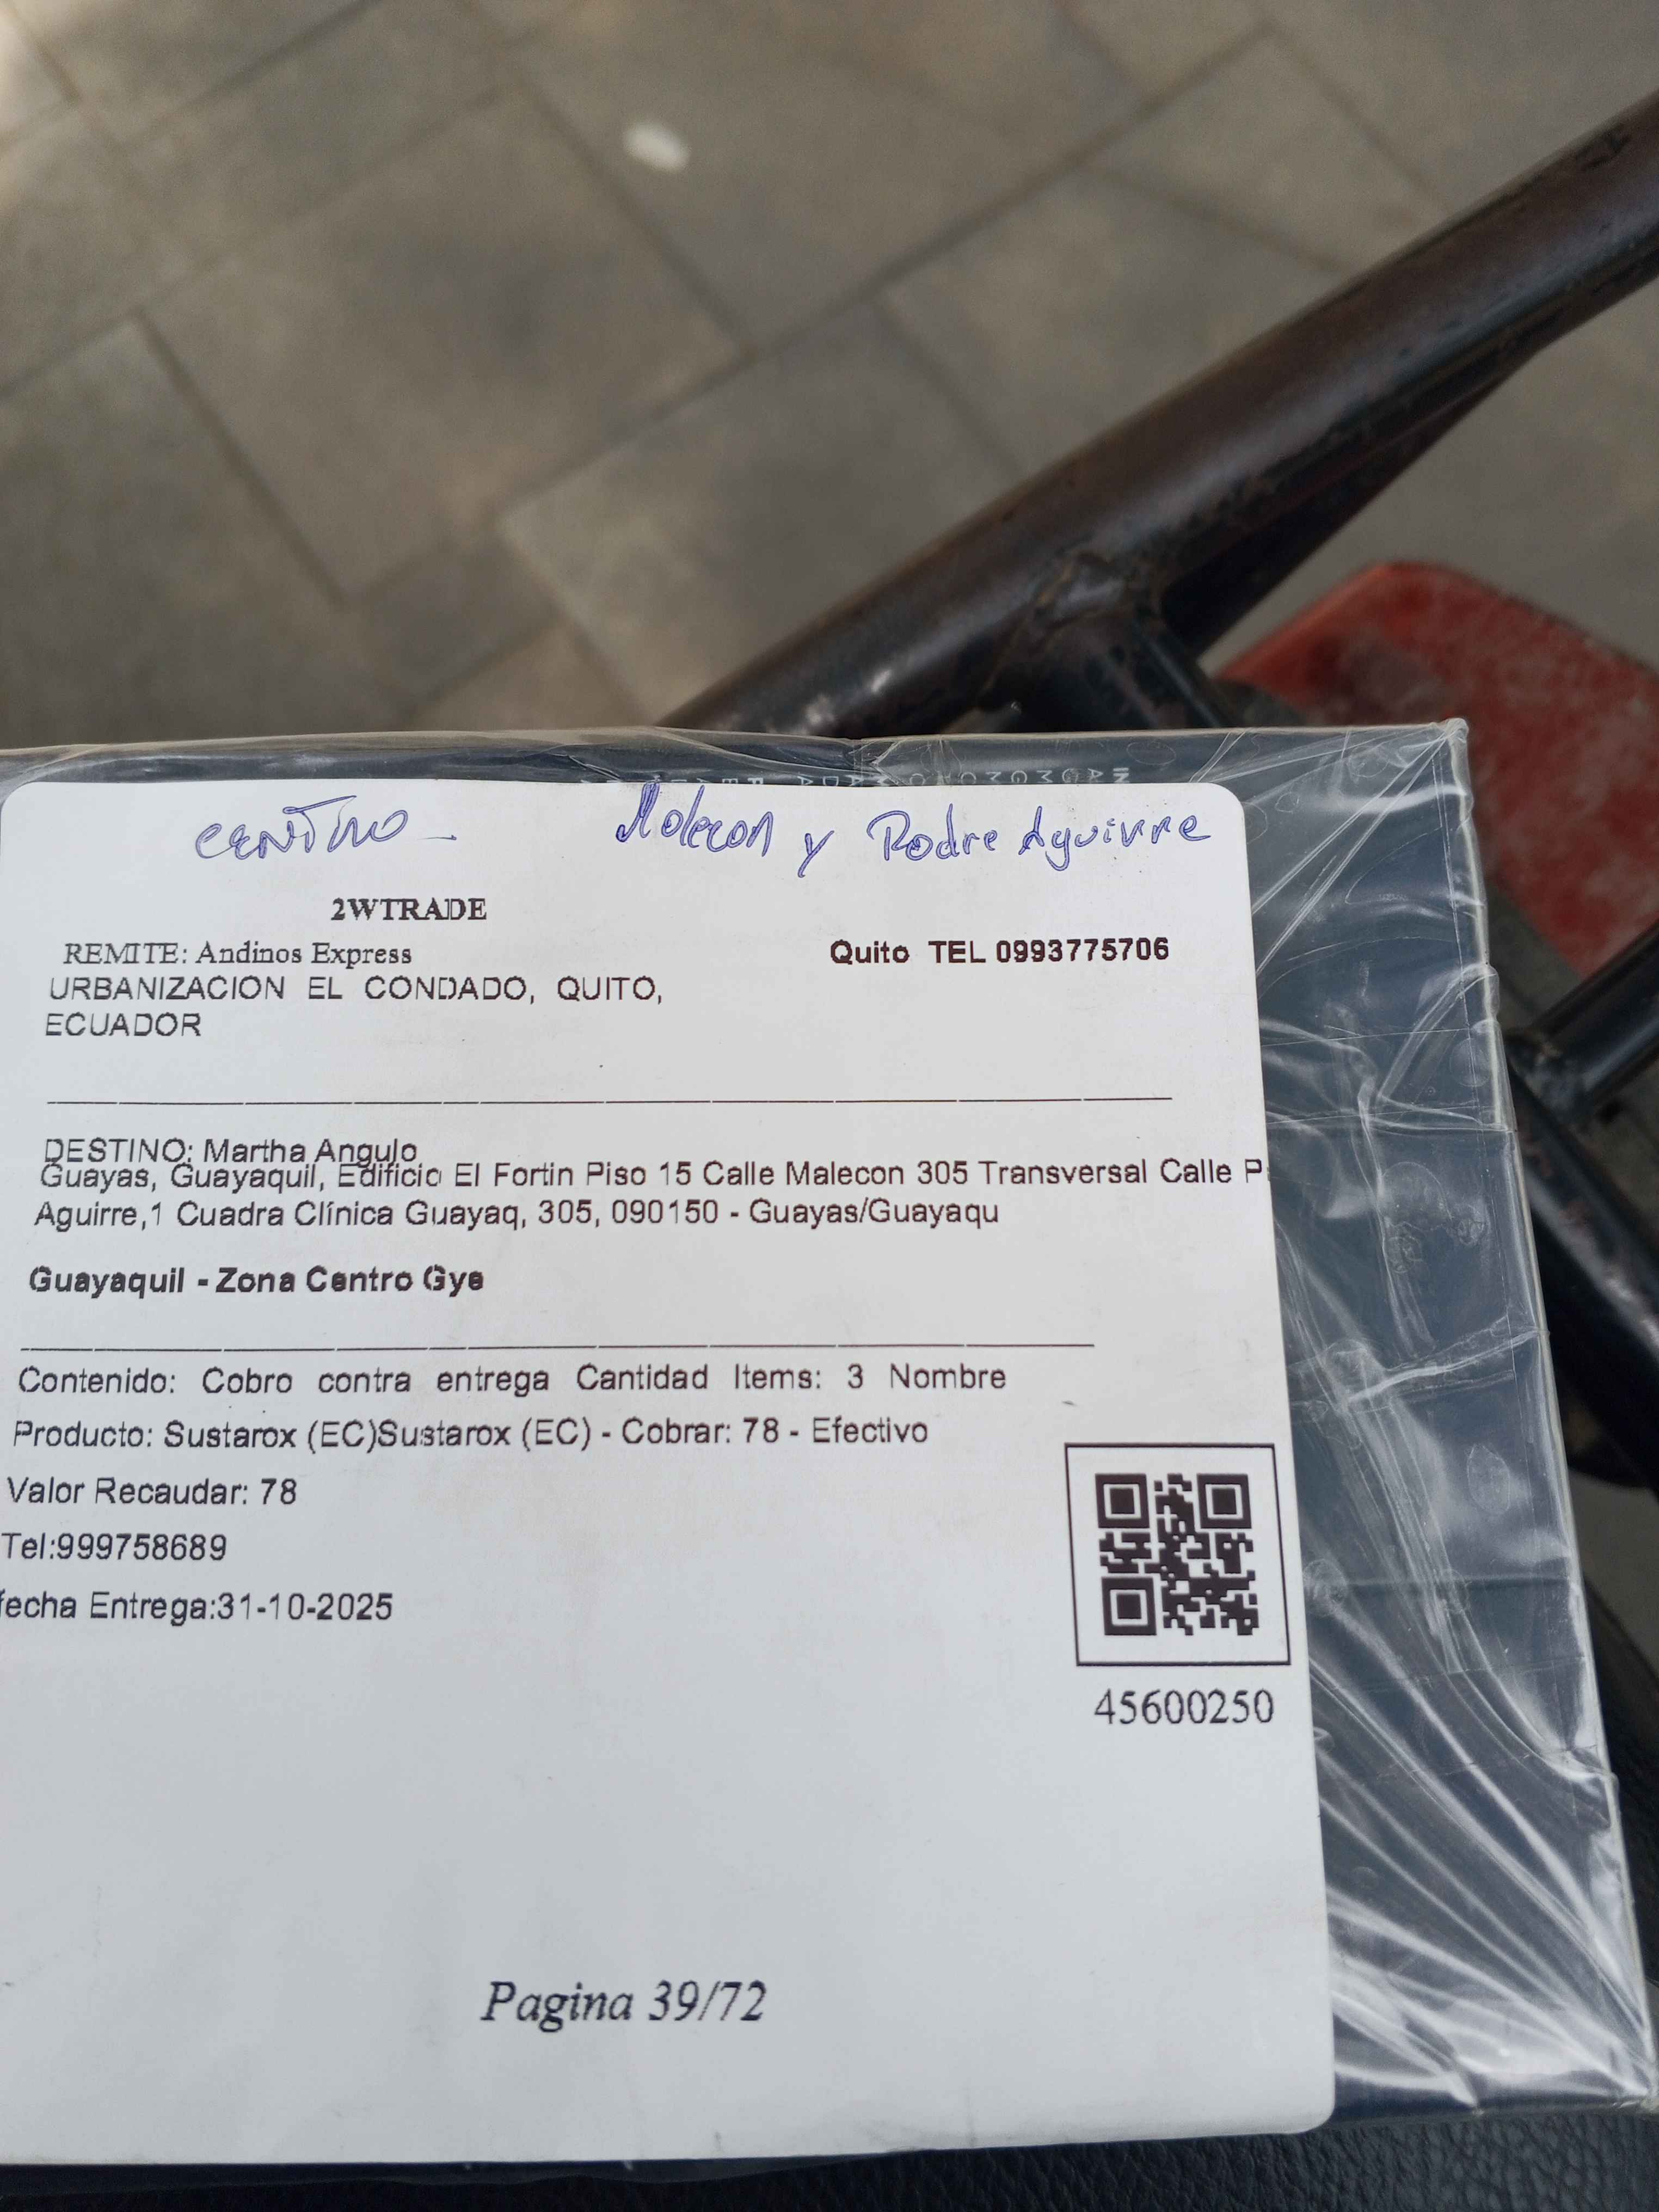 CENTRO - Malecon y Padre Aguirre
2WTRADE
REMITE: Andinos Express Quito TEL 0993775706
URBANIZACION EL CONDADO, QUITO,
ECUADOR
DESTINO: Martha Angulo
Guayas, Guayaquil, Edificio El Fortin Piso 15 Calle Malecon 305 Transversal Calle P
Aguirre,1 Cuadra Clínica Guayaq, 305, 090150 - Guayas/Guayaqu
Guayaquil - Zona Centro Gye
Contenido: Cobro contra entrega Cantidad Items: 3 Nombre
Producto: Sustarox (EC)Sustarox (EC) - Cobrar: 78 - Efectivo
Valor Recaudar: 78
Tel:999758689
fecha Entrega:31-10-2025
45600250
Pagina 39/72